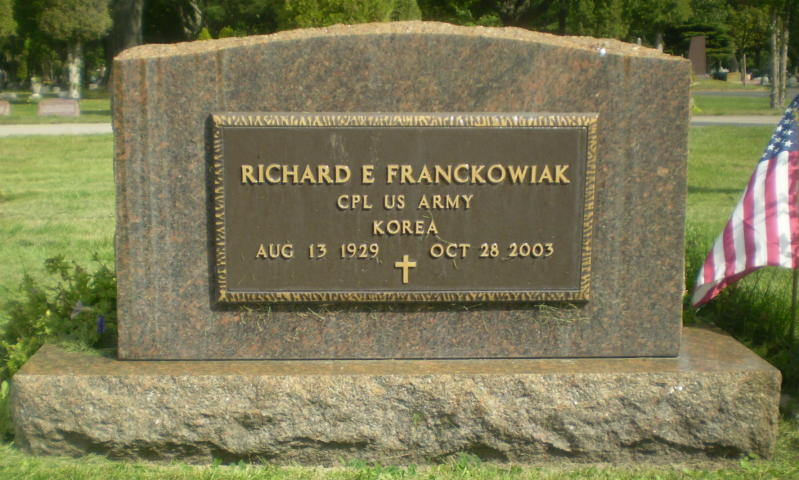 RICHARD E FRANCKOWIAK
CPL US ARMY
KOREA
AUG 13 1929 OCT 28 2003